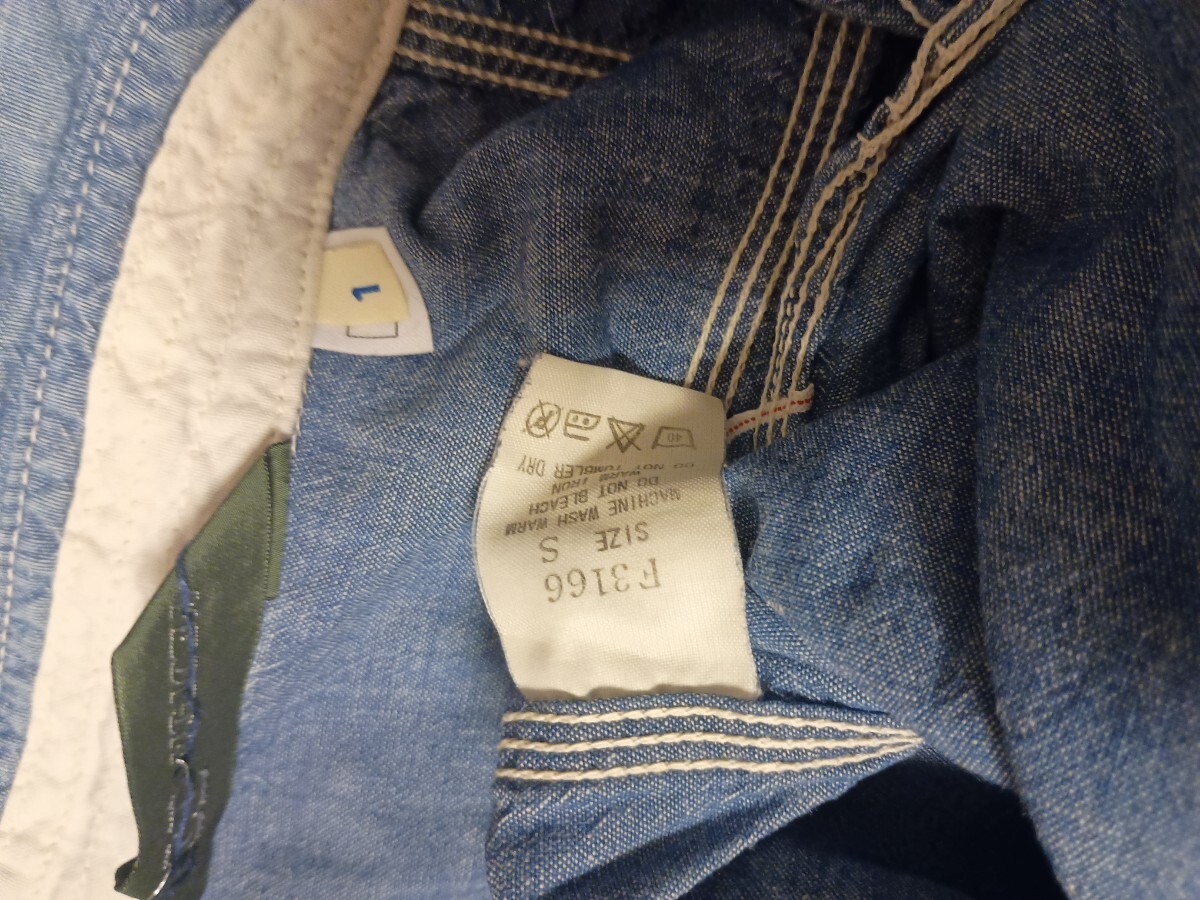 F3166
SIZE S
MACHINE WASH WARM
DO NOT BLEACH
WARM IRON
DO NOT TUMBLER DRY
40
1